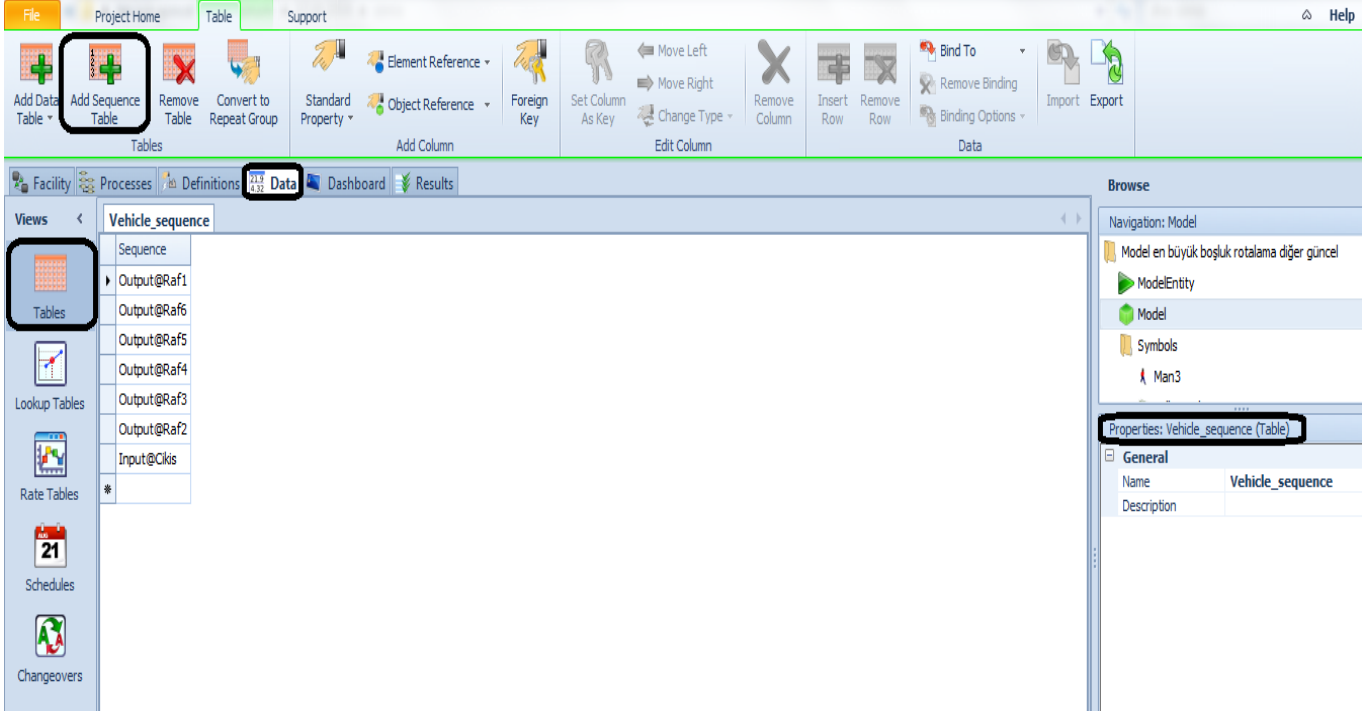 File Project Home Table Support Help
Add Data Table
Add Sequence Table
Remove Table
Convert to Repeat Group
Tables
Standard Property
Element Reference
Object Reference
Foreign Key
Add Column
Set Column As Key
Move Left
Move Right
Change Type
Remove Column
Edit Column
Insert Row
Remove Row
Bind To
Remove Binding
Binding Options
Import
Export
Data
Facility Processes Definitions Data Dashboard Results
Views
Tables
Lookup Tables
Rate Tables
AUG
21
Schedules
Changeovers
Vehicle_sequence
Sequence
Output@Raf1
Output@Raf6
Output@Raf5
Output@Raf4
Output@Raf3
Output@Raf2
Input@Cikis
Browse
Navigation: Model
Model en büyük boşluk rotalama diğer güncel
ModelEntity
Model
Symbols
Man3
Properties: Vehicle_sequence (Table)
General
Name Vehicle_sequence
Description